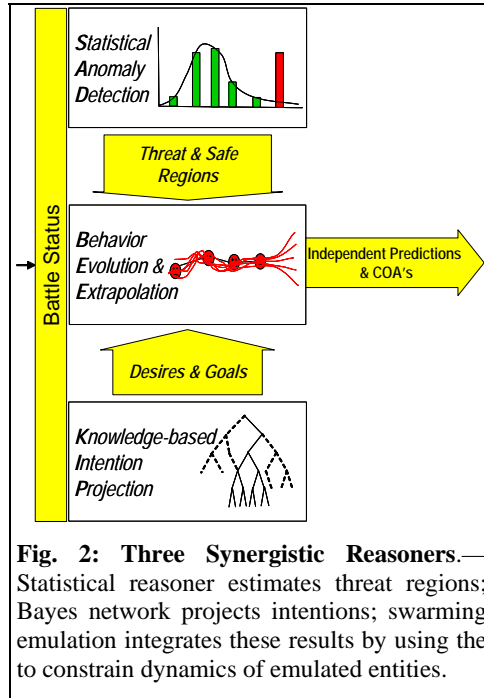 Statistical
Anomaly
Detection
Threat & Safe
Regions
Battle Status
Behavior
Evolution &
Extrapolation
Independent Predictions
& COA's
Desires & Goals
Knowledge-based
Intention
Projection
Fig. 2: Three Synergistic Reasoners.—
Statistical reasoner estimates threat regions;
Bayes network projects intentions; swarming
emulation integrates these results by using the
to constrain dynamics of emulated entities.